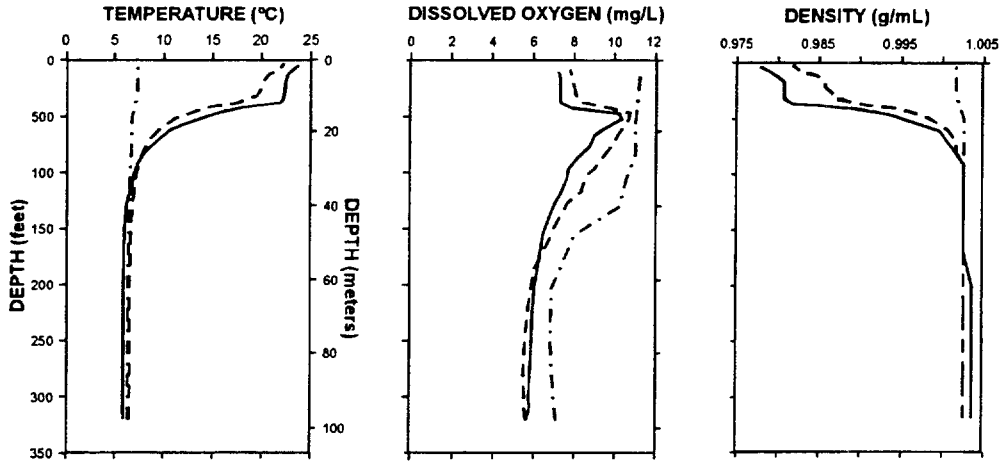 TEMPERATURE (ºC)
0 5 10 15 20 25
DISSOLVED OXYGEN (mg/L)
0 2 4 6 8 10 12
DENSITY (g/mL)
0.975 0.985 0.995 1.005
DEPTH (feet)
0
500
100
150
200
250
300
350
DEPTH (meters)
0
20
40
60
80
100